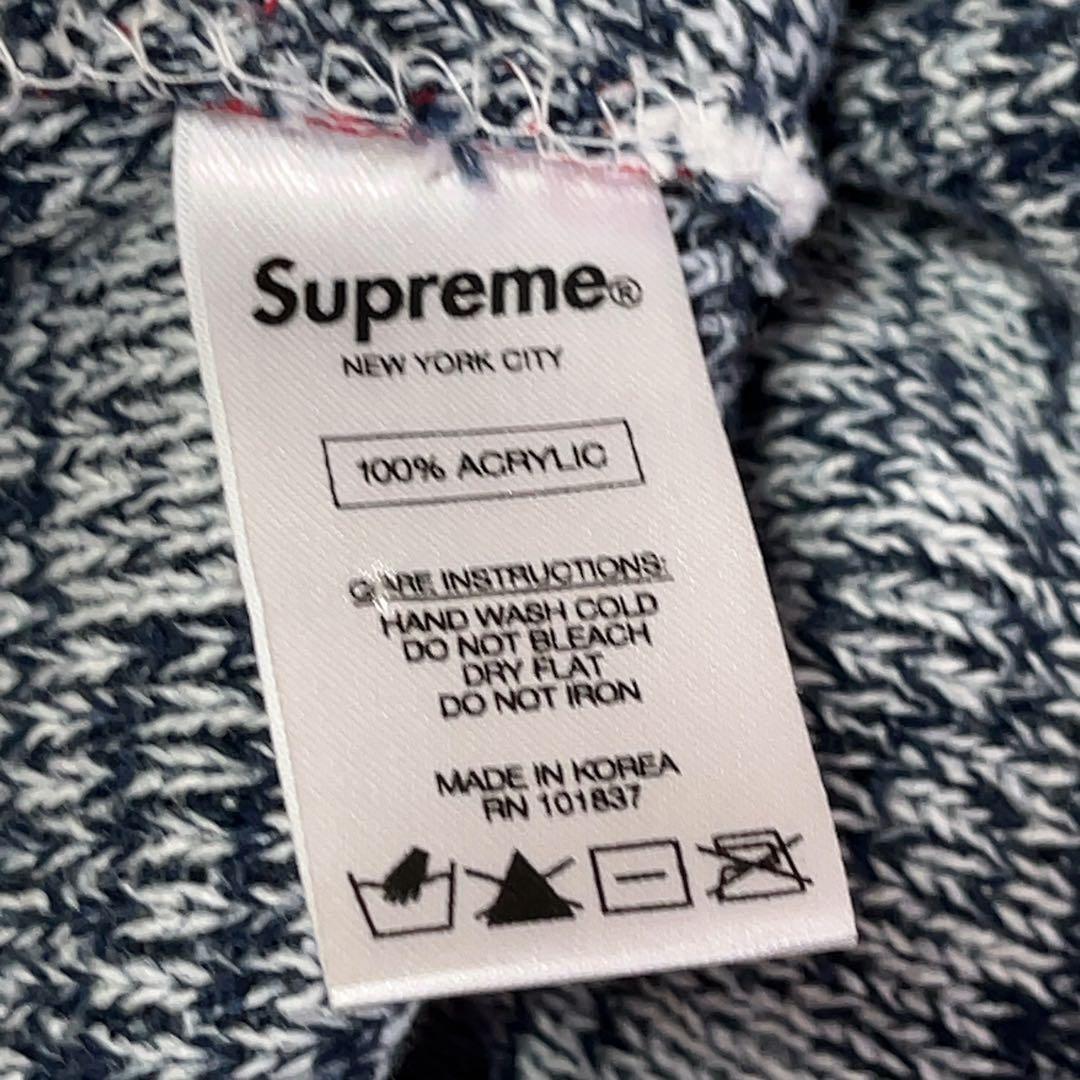 Supreme®
NEW YORK CITY
100% ACRYLIC
CARE INSTRUCTIONS:
HAND WASH COLD
DO NOT BLEACH
DRY FLAT
DO NOT IRON
MADE IN KOREA
RN 101837